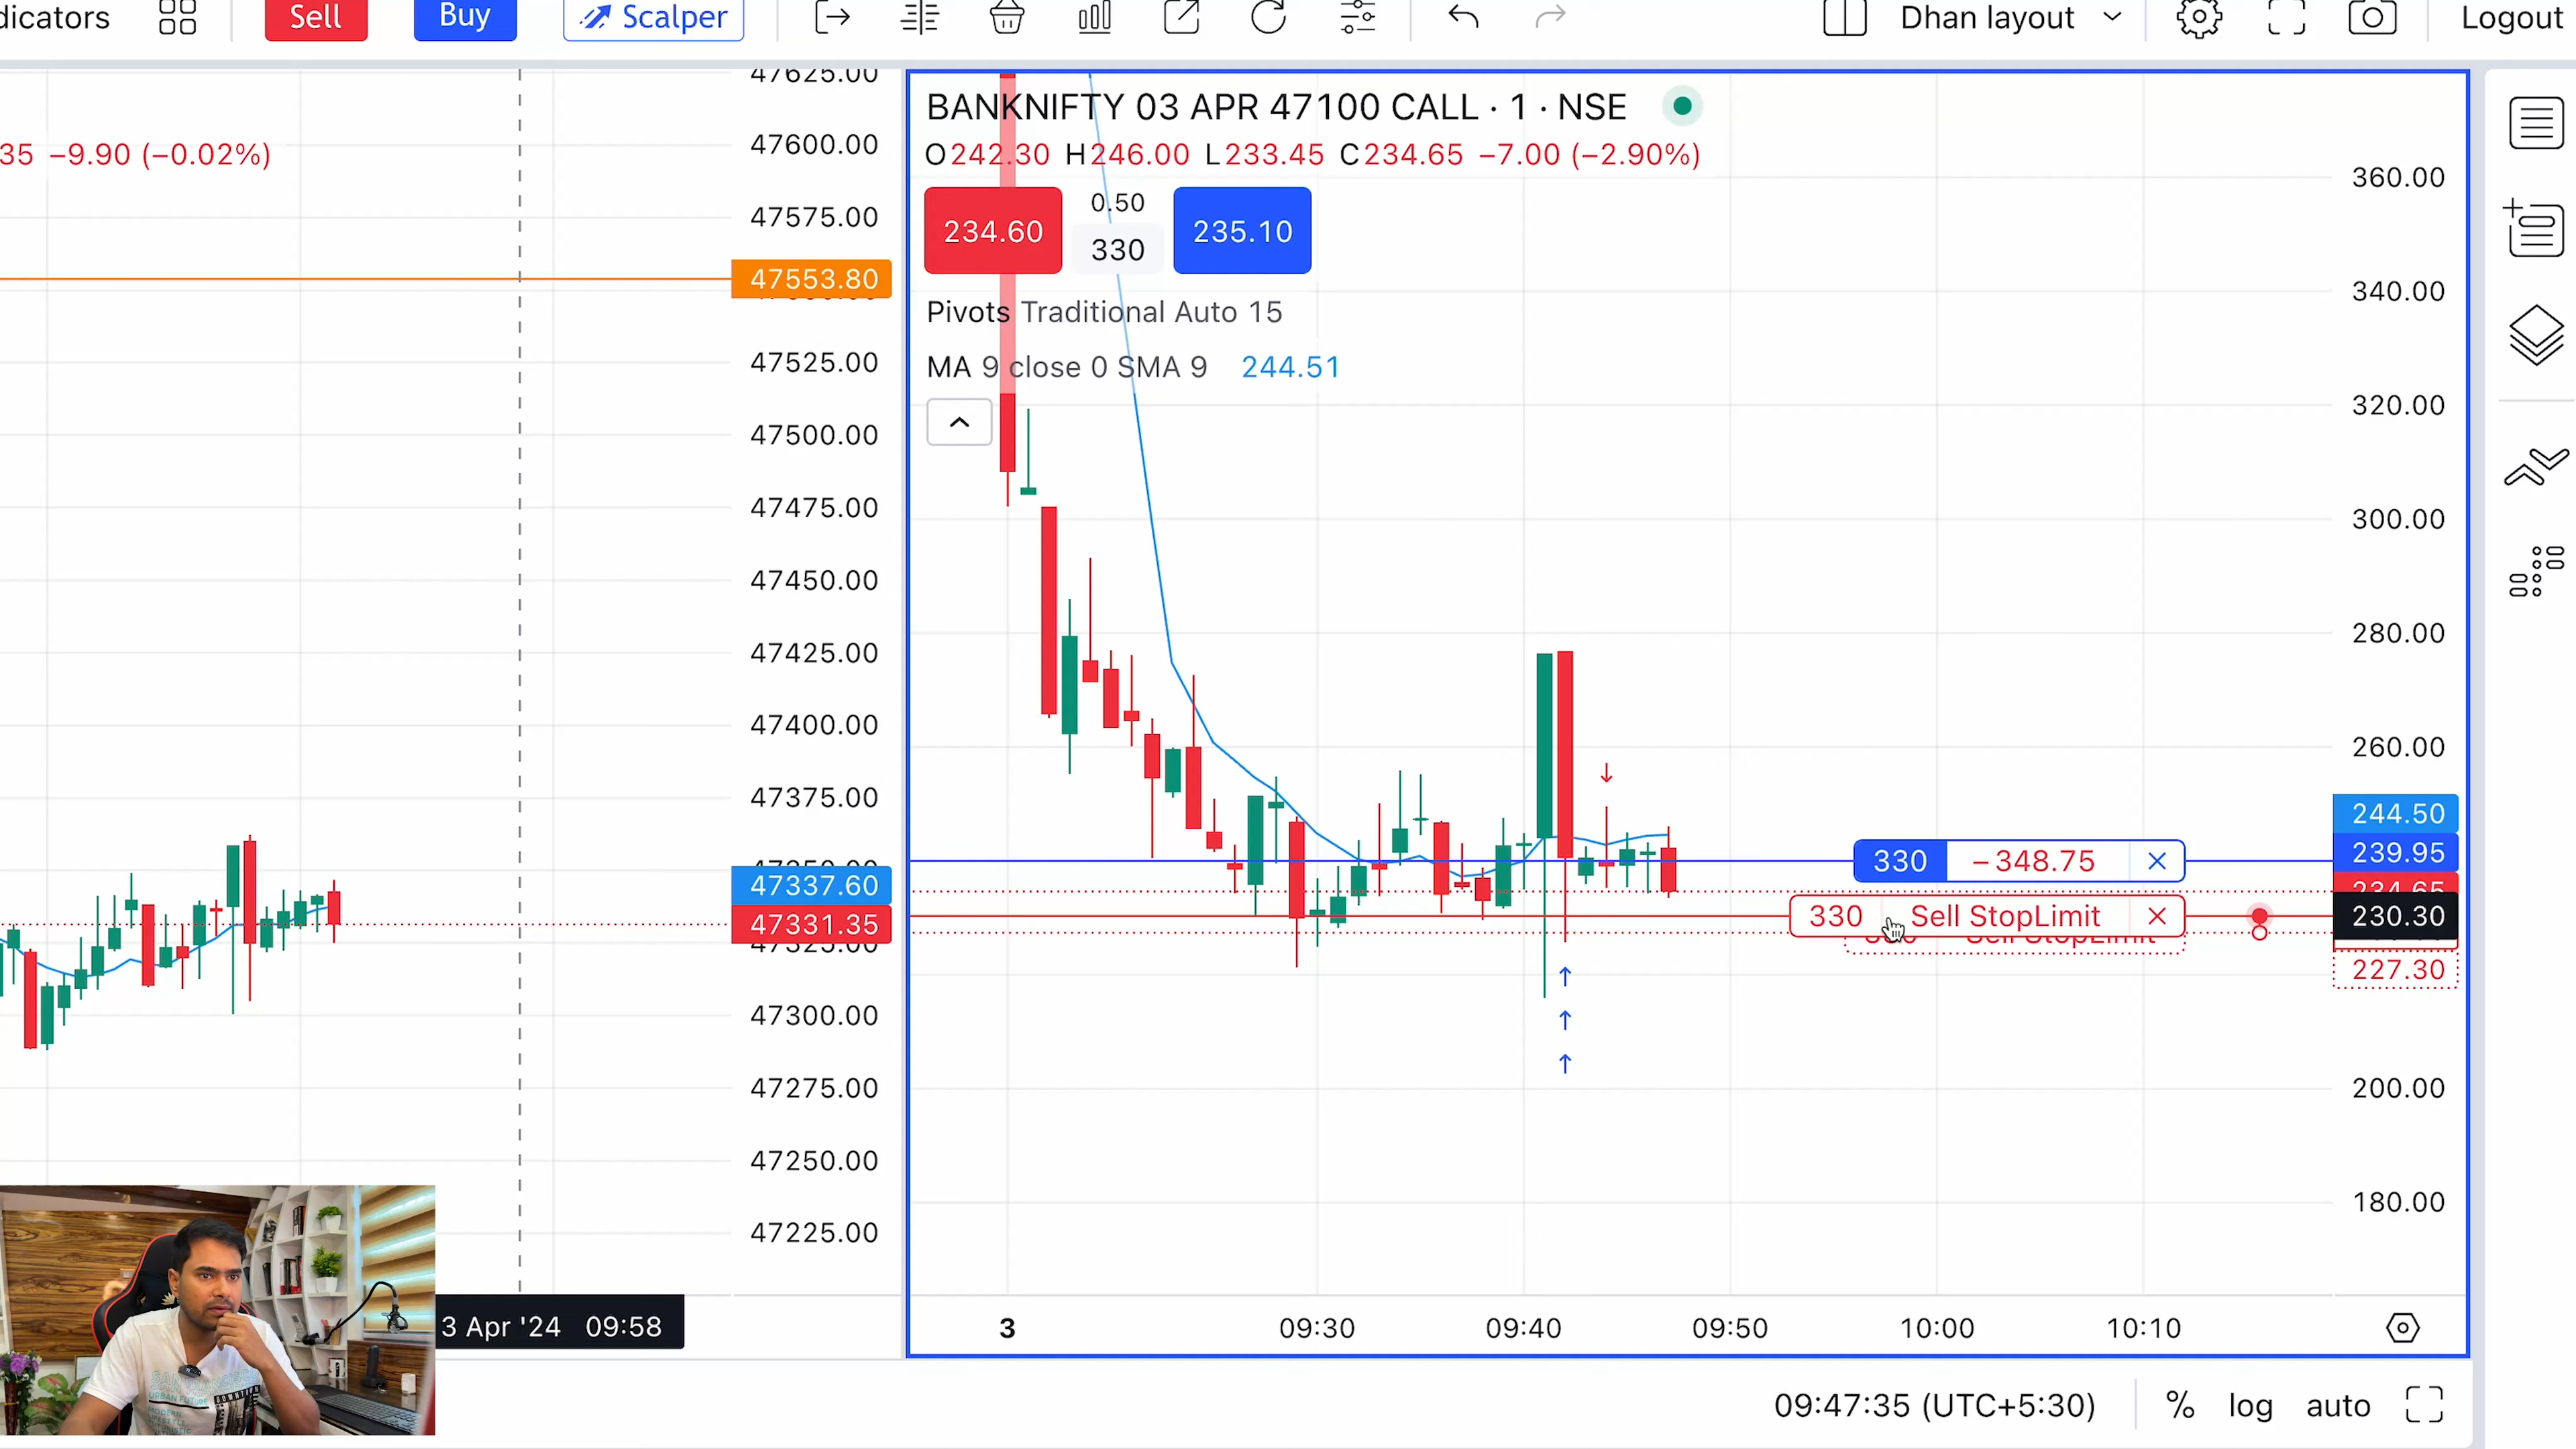 dicators
Sell
Buy
Scalper
Dhan layout
Logout
35 −9.90 (−0.02%)
47625.00
47600.00
47575.00
47553.80
47525.00
47500.00
47475.00
47450.00
47425.00
47400.00
47375.00
47350.00
47337.60
47331.35
47325.00
47300.00
47275.00
47250.00
47225.00
3 Apr '24 09:58
BANKNIFTY 03 APR 47100 CALL · 1 · NSE
O242.30 H246.00 L233.45 C234.65 −7.00 (−2.90%)
234.60
0.50
330
235.10
Pivots Traditional Auto 15
MA 9 close 0 SMA 9 244.51
360.00
340.00
320.00
300.00
280.00
260.00
244.50
239.95
234.65
230.30
227.30
200.00
180.00
330 −348.75
330 Sell StopLimit
Sell StopLimit
3
09:30
09:40
09:50
10:00
10:10
09:47:35 (UTC+5:30)
%
log
auto
URBAN FUTURE
MODERN